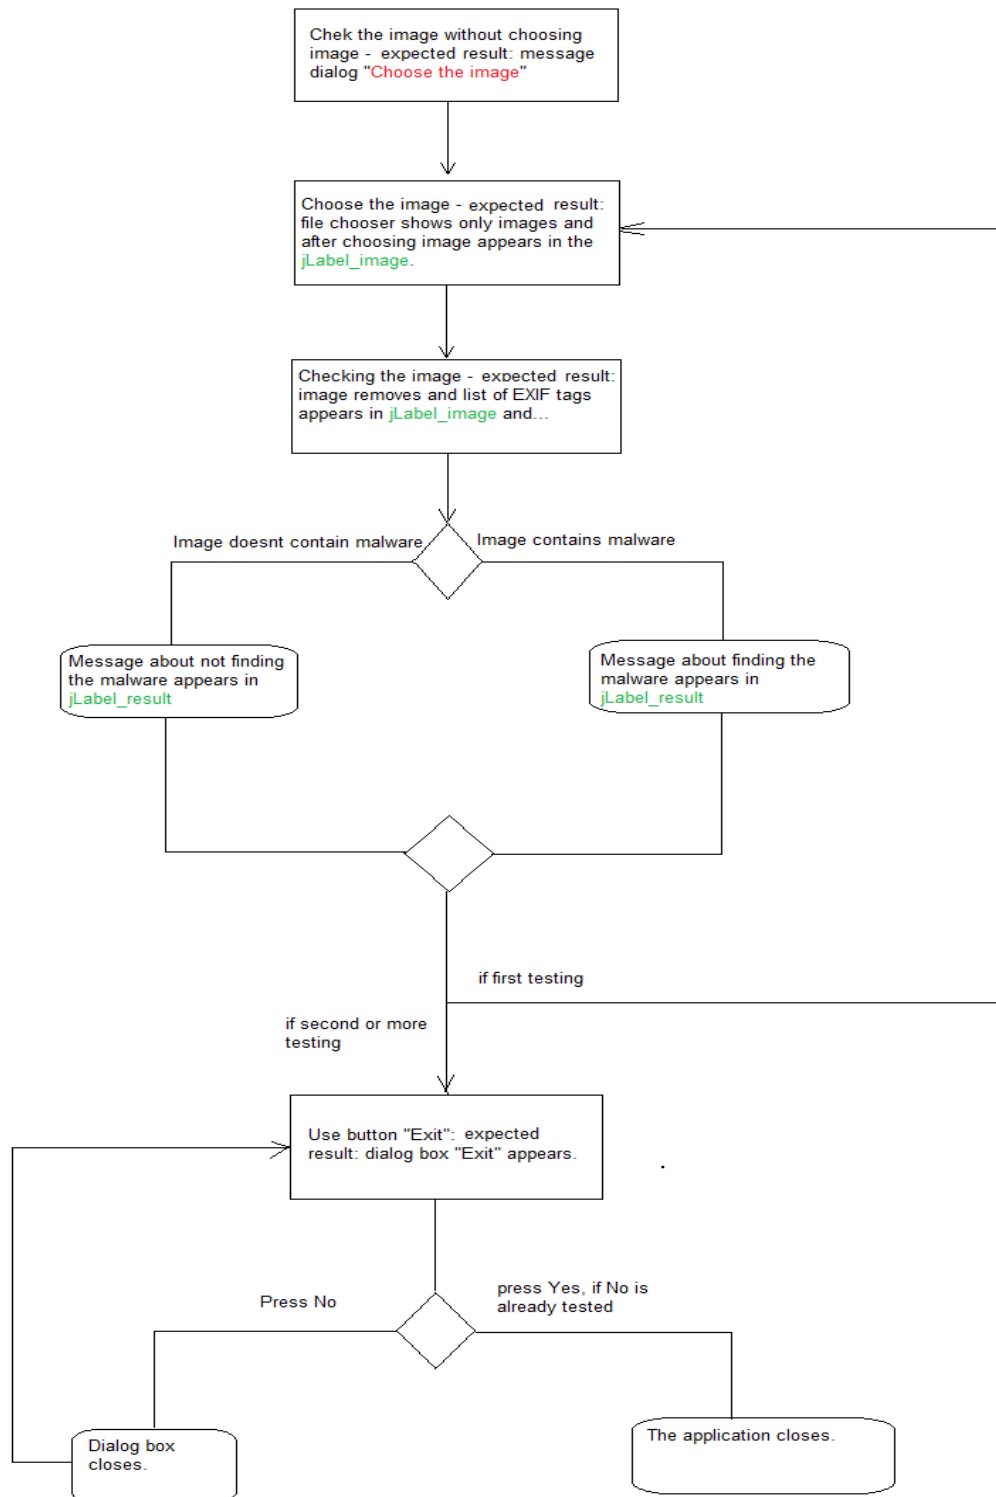 Chek the image without choosing
image - expected result: message
dialog "Choose the image"
Choose the image - expected result:
file chooser shows only images and
after choosing image appears in the
jLabel_image.
Checking the image - expected result:
image removes and list of EXIF tags
appears in jLabel_image and...
Image doesnt contain malware
Image contains malware
Message about not finding
the malware appears in
jLabel_result
Message about finding the
malware appears in
jLabel_result
if first testing
if second or more
testing
Use button "Exit": expected
result: dialog box "Exit" appears.
Press No
press Yes, if No is
already tested
Dialog box
closes.
The application closes.